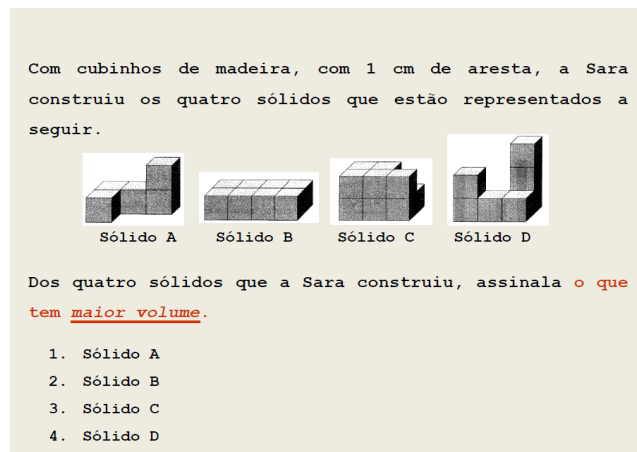 Com cubinhos de madeira, com 1 cm de aresta, a Sara
construiu os quatro sólidos que estão representados a
seguir.
Sólido A Sólido B Sólido C Sólido D
Dos quatro sólidos que a Sara construiu, assinala o que
tem maior volume.
1. Sólido A
2. Sólido B
3. Sólido C
4. Sólido D